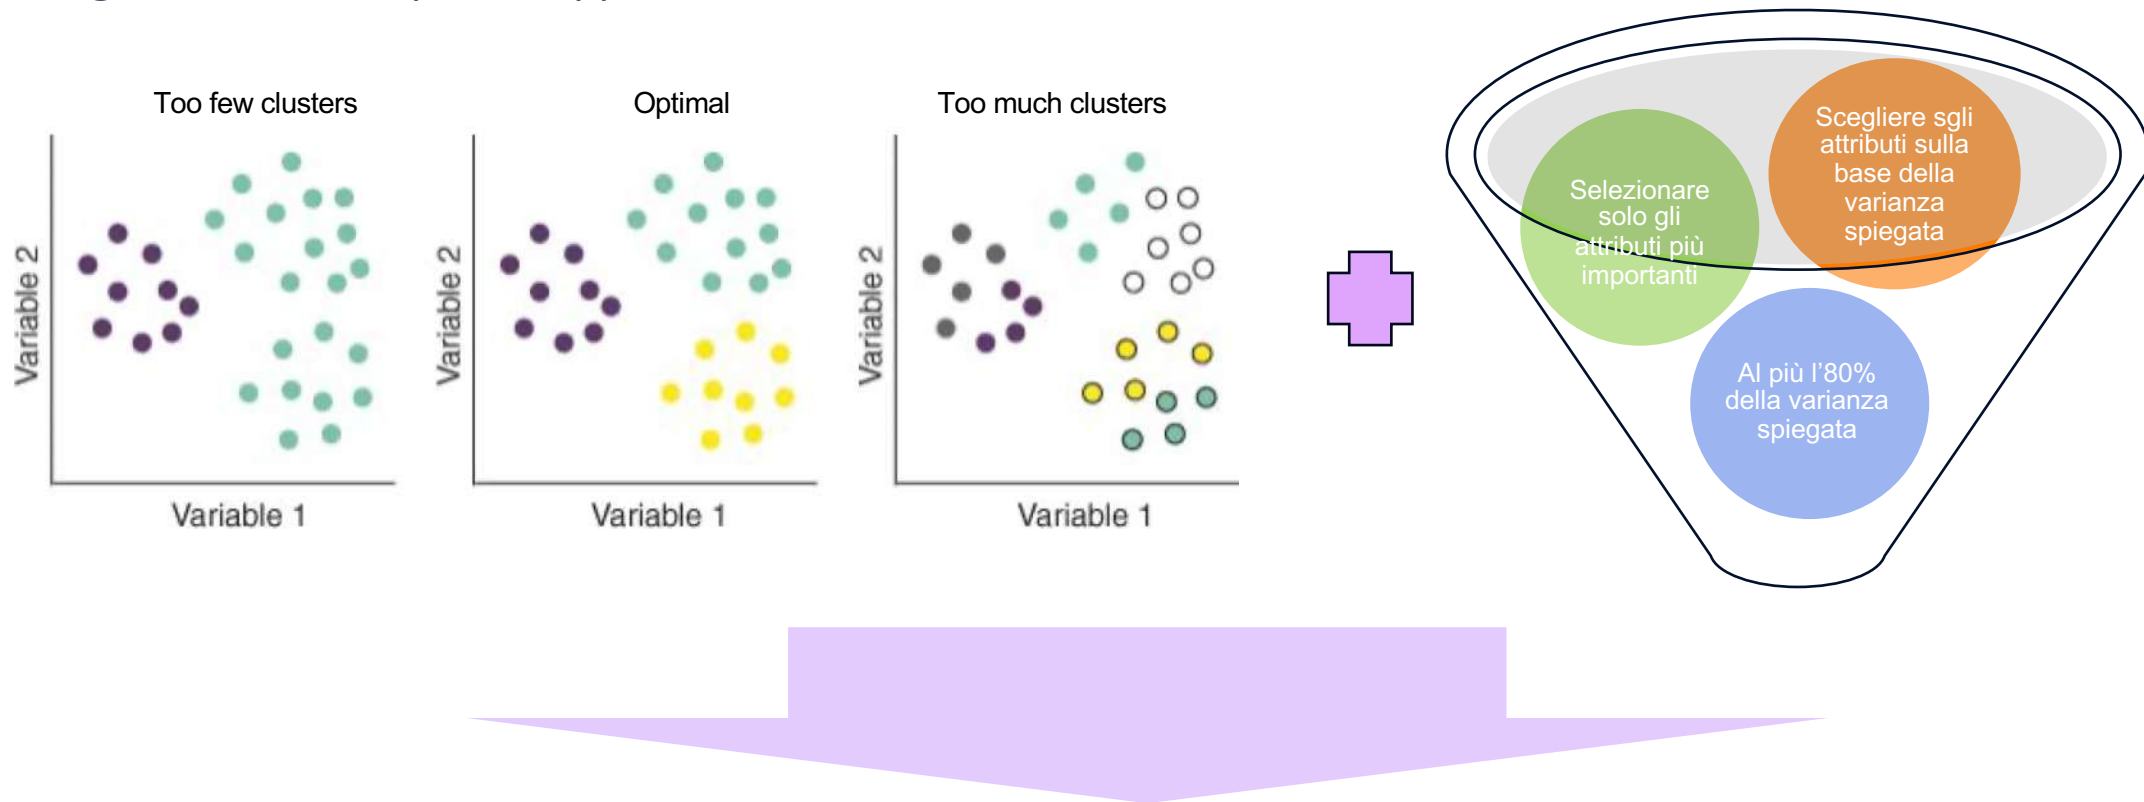 Too few clusters
Optimal
Too much clusters
Variable 2
Variable 1
Variable 2
Variable 1
Variable 2
Variable 1
Selezionare
solo gli
attributi più
importanti
Scegliere sgli
attributi sulla
base della
varianza
spiegata
Al più l’80%
della varianza
spiegata